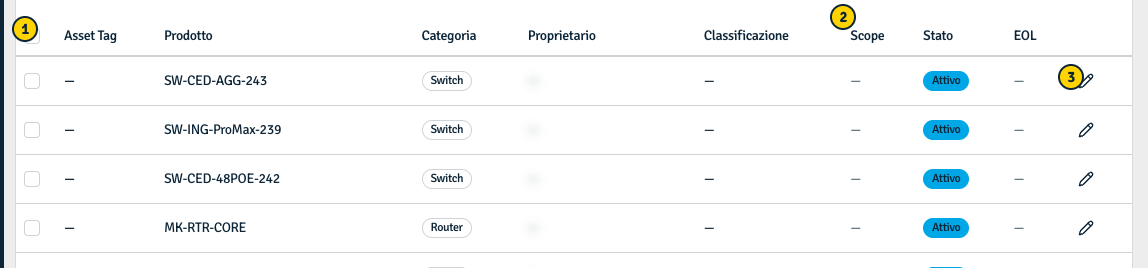 1 2
Asset Tag Prodotto Categoria Proprietario Classificazione Scope Stato EOL
— SW-CED-AGG-243 Switch — — Attivo — 3
— SW-ING-ProMax-239 Switch — — Attivo —
— SW-CED-48POE-242 Switch — — Attivo —
— MK-RTR-CORE Router — — Attivo —